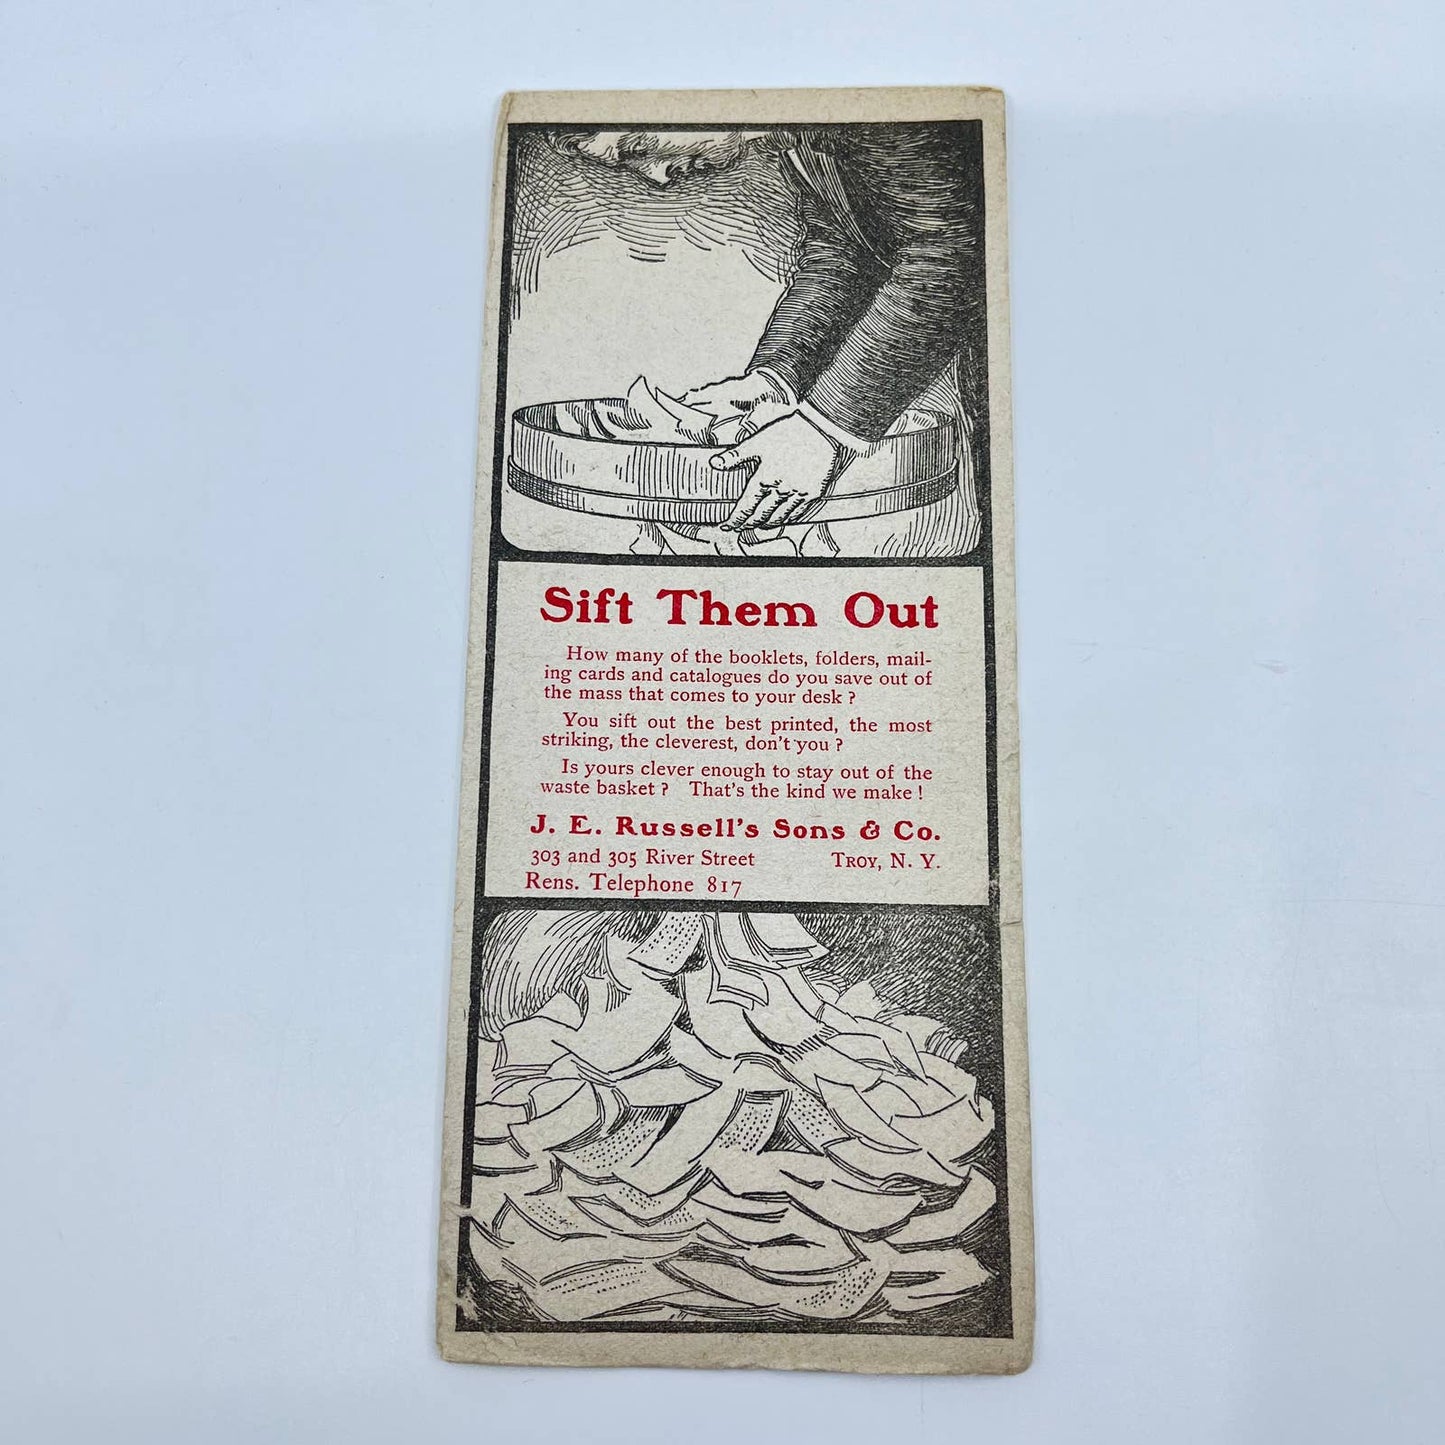 Sift Them Out
How many of the booklets, folders, mail-
ing cards and catalogues do you save out of
the mass that comes to your desk ?
You sift out the best printed, the most
striking, the cleverest, don't you ?
Is yours clever enough to stay out of the
waste basket ? That's the kind we make !
J. E. Russell's Sons & Co.
303 and 305 River Street TROY, N. Y.
Rens. Telephone 817